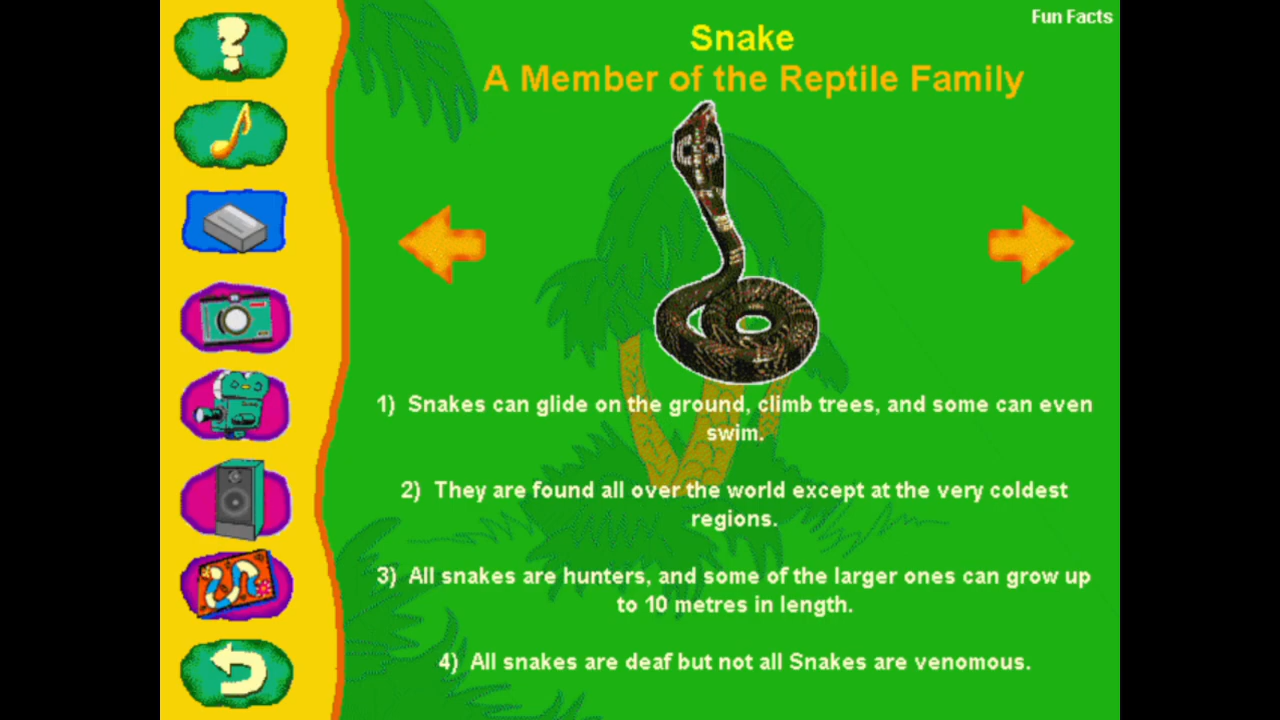 Fun Facts
Snake
A Member of the Reptile Family
1) Snakes can glide on the ground, climb trees, and some can even
swim.
2) They are found all over the world except at the very coldest
regions.
3) All snakes are hunters, and some of the larger ones can grow up
to 10 metres in length.
4) All snakes are deaf but not all Snakes are venomous.